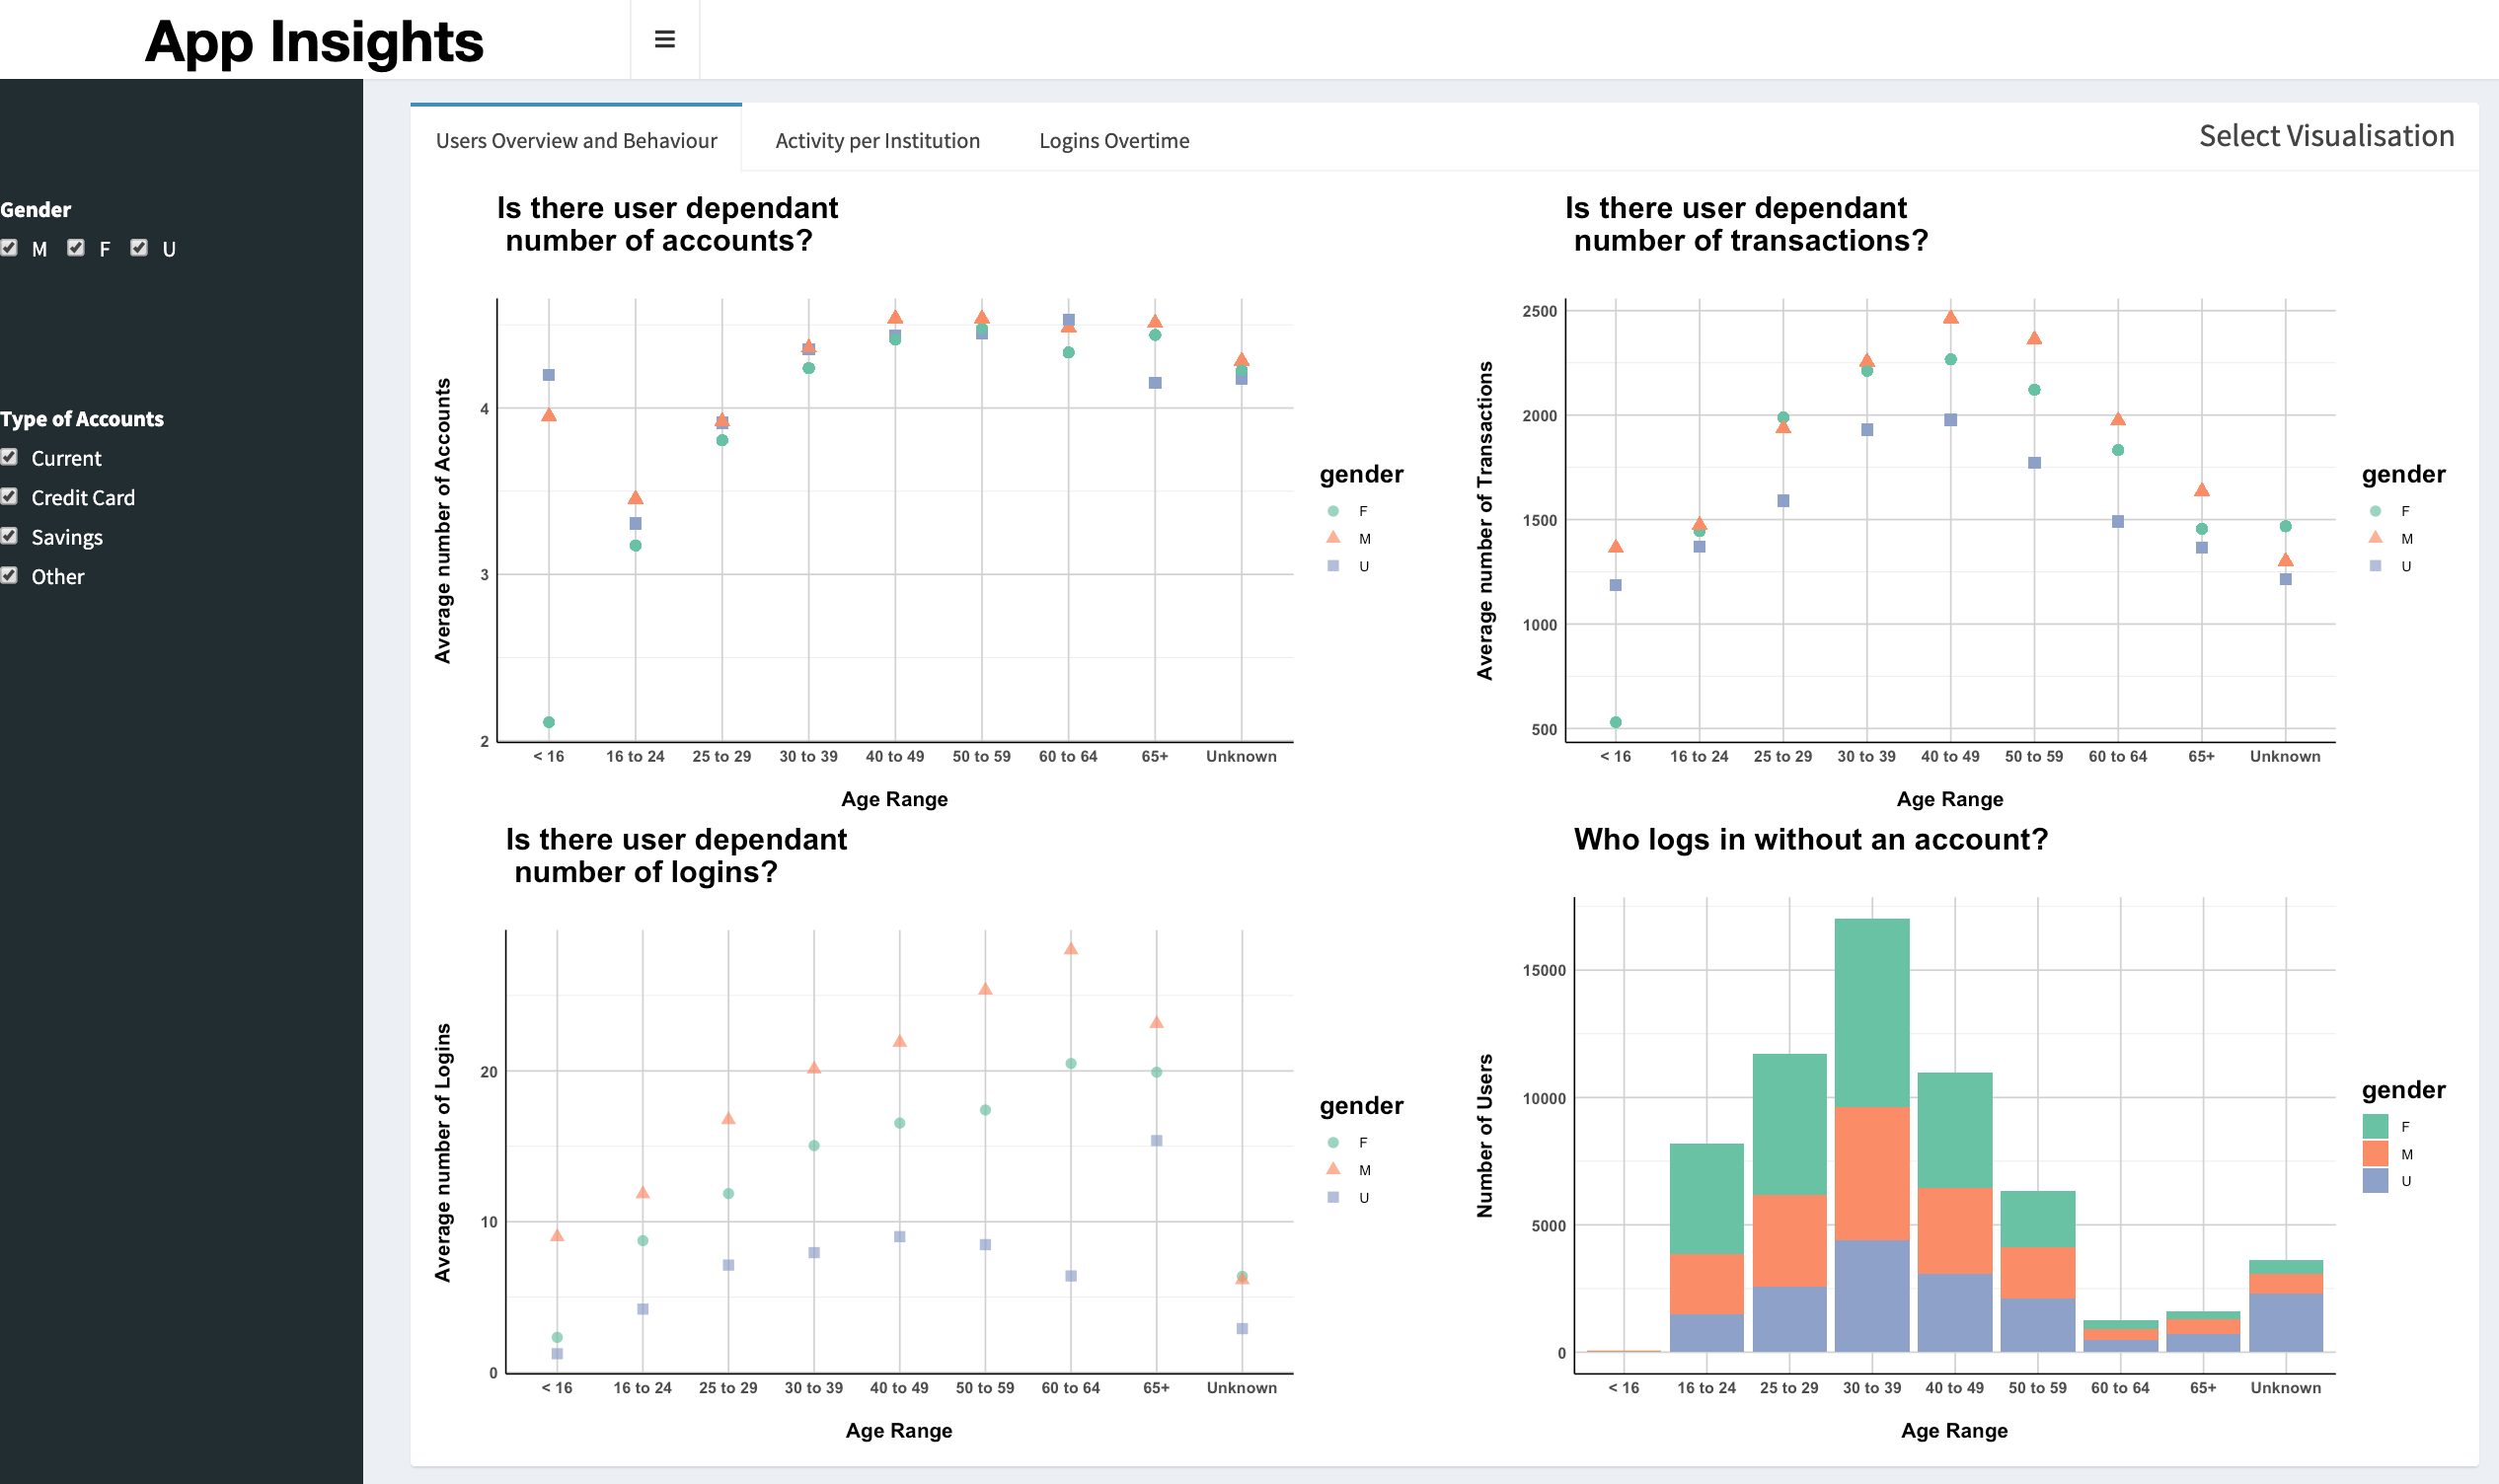 App Insights
Gender
M F U
Type of Accounts
Current
Credit Card
Savings
Other
Users Overview and Behaviour Activity per Institution Logins Overtime Select Visualisation
Is there user dependant
number of accounts?
Average number of Accounts
4
3
2
< 16 16 to 24 25 to 29 30 to 39 40 to 49 50 to 59 60 to 64 65+ Unknown
Age Range
gender
F
M
U
Is there user dependant
number of transactions?
Average number of Transactions
2500
2000
1500
1000
500
< 16 16 to 24 25 to 29 30 to 39 40 to 49 50 to 59 60 to 64 65+ Unknown
Age Range
gender
F
M
U
Is there user dependant
number of logins?
Average number of Logins
20
10
0
< 16 16 to 24 25 to 29 30 to 39 40 to 49 50 to 59 60 to 64 65+ Unknown
Age Range
gender
F
M
U
Who logs in without an account?
Number of Users
15000
10000
5000
0
< 16 16 to 24 25 to 29 30 to 39 40 to 49 50 to 59 60 to 64 65+ Unknown
Age Range
gender
F
M
U